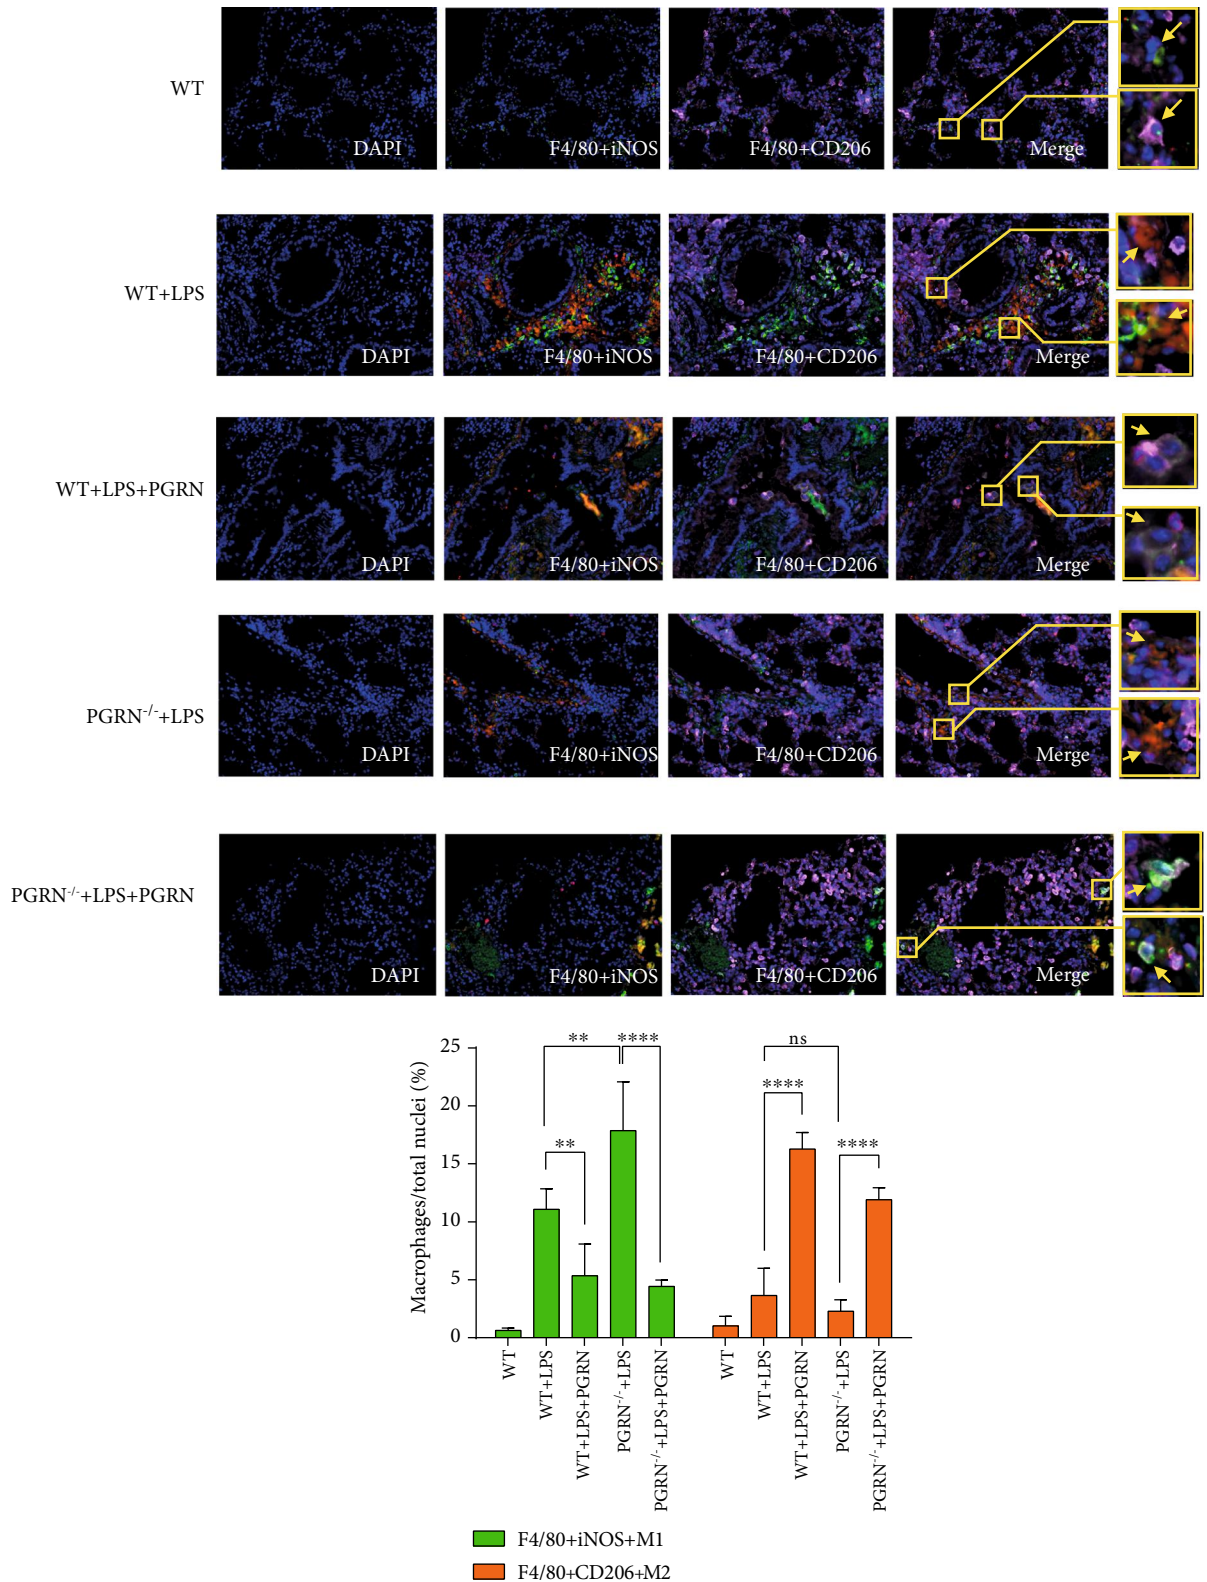 WT
DAPI
F4/80+iNOS
F4/80+CD206
Merge
WT+LPS
DAPI
F4/80+iNOS
F4/80+CD206
Merge
WT+LPS+PGRN
DAPI
F4/80+iNOS
F4/80+CD206
Merge
PGRN-/-+LPS
DAPI
F4/80+iNOS
F4/80+CD206
Merge
PGRN-/-+LPS+PGRN
DAPI
F4/80+iNOS
F4/80+CD206
Merge
Macrophages/total nuclei (%)
25
20
15
10
5
0
**
****
**
ns
****
****
WT
WT+LPS
WT+LPS+PGRN
PGRN-/-+LPS
PGRN-/-+LPS+PGRN
WT
WT+LPS
WT+LPS+PGRN
PGRN-/-+LPS
PGRN-/-+LPS+PGRN
F4/80+iNOS+M1
F4/80+CD206+M2